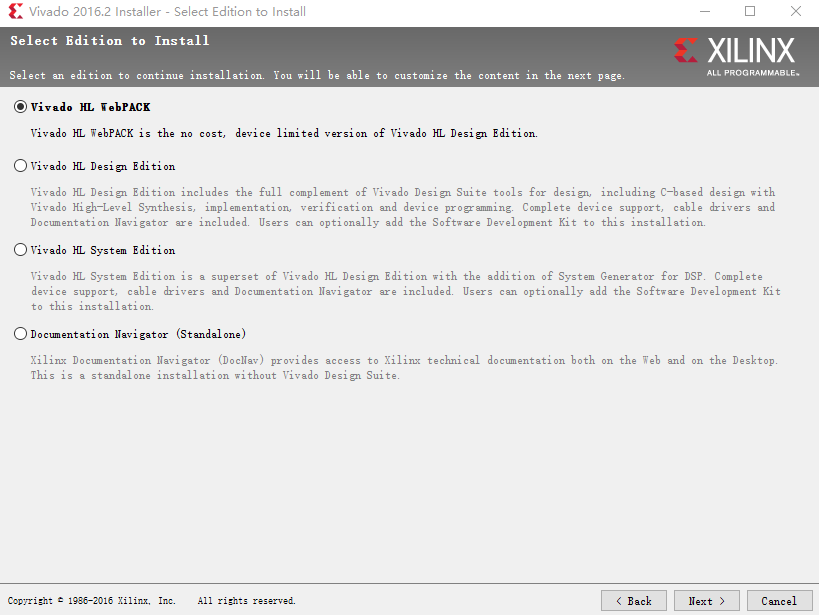 Vivado 2016.2 Installer - Select Edition to Install
Select Edition to Install
XILINX
ALL PROGRAMMABLE™
Select an edition to continue installation. You will be able to customize the content in the next page.
Vivado HL WebPACK
Vivado HL WebPACK is the no cost, device limited version of Vivado HL Design Edition.
Vivado HL Design Edition
Vivado HL Design Edition includes the full complement of Vivado Design Suite tools for design, including C-based design with
Vivado High-Level Synthesis, implementation, verification and device programming. Complete device support, cable drivers and
Documentation Navigator are included. Users can optionally add the Software Development Kit to this installation.
Vivado HL System Edition
Vivado HL System Edition is a superset of Vivado HL Design Edition with the addition of System Generator for DSP. Complete
device support, cable drivers and Documentation Navigator are included. Users can optionally add the Software Development Kit
to this installation.
Documentation Navigator (Standalone)
Xilinx Documentation Navigator (DocNav) provides access to Xilinx technical documentation both on the Web and on the Desktop.
This is a standalone installation without Vivado Design Suite.
Copyright © 1986-2016 Xilinx, Inc. All rights reserved.
< Back
Next >
Cancel